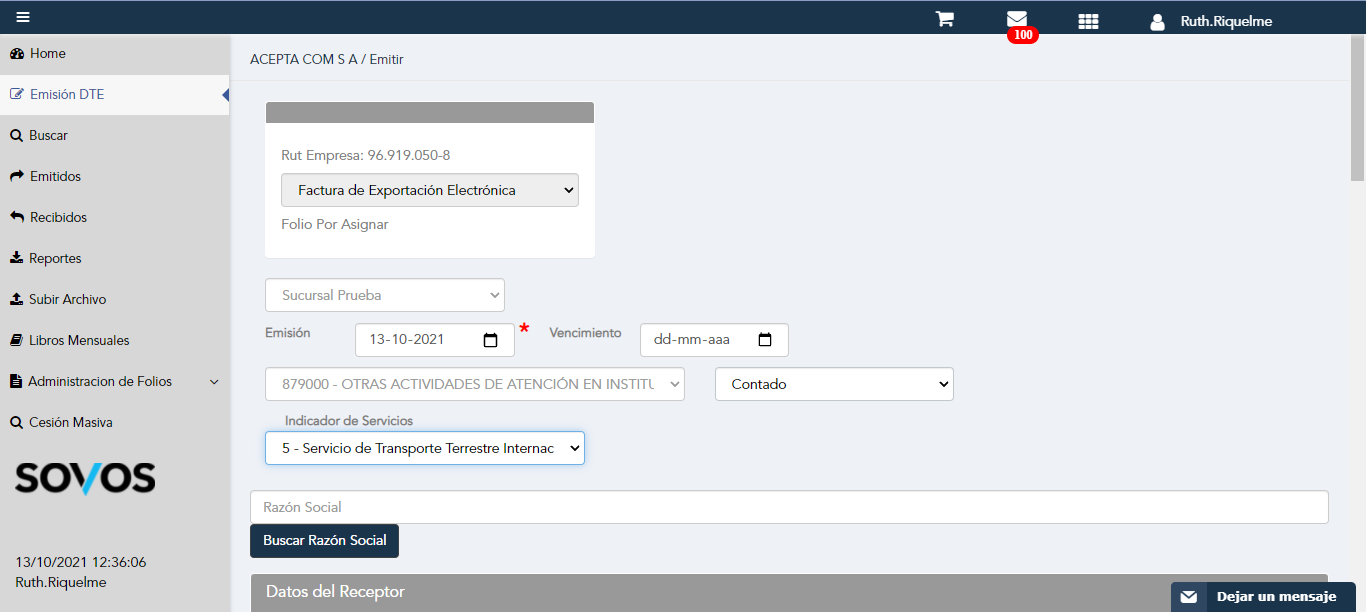 100
Ruth.Riquelme
Home
Emisión DTE
Buscar
Emitidos
Recibidos
Reportes
Subir Archivo
Libros Mensuales
Administracion de Folios
Cesión Masiva
SOVOS
13/10/2021 12:36:06
Ruth.Riquelme
ACEPTA COM S A / Emitir
Rut Empresa: 96.919.050-8
Factura de Exportación Electrónica
Folio Por Asignar
Sucursal Prueba
Emisión 13-10-2021 * Vencimiento dd-mm-aaa
879000 - OTRAS ACTIVIDADES DE ATENCIÓN EN INSTITU Contado
Indicador de Servicios
5 - Servicio de Transporte Terrestre Internac
Razón Social
Buscar Razón Social
Datos del Receptor
Dejar un mensaje